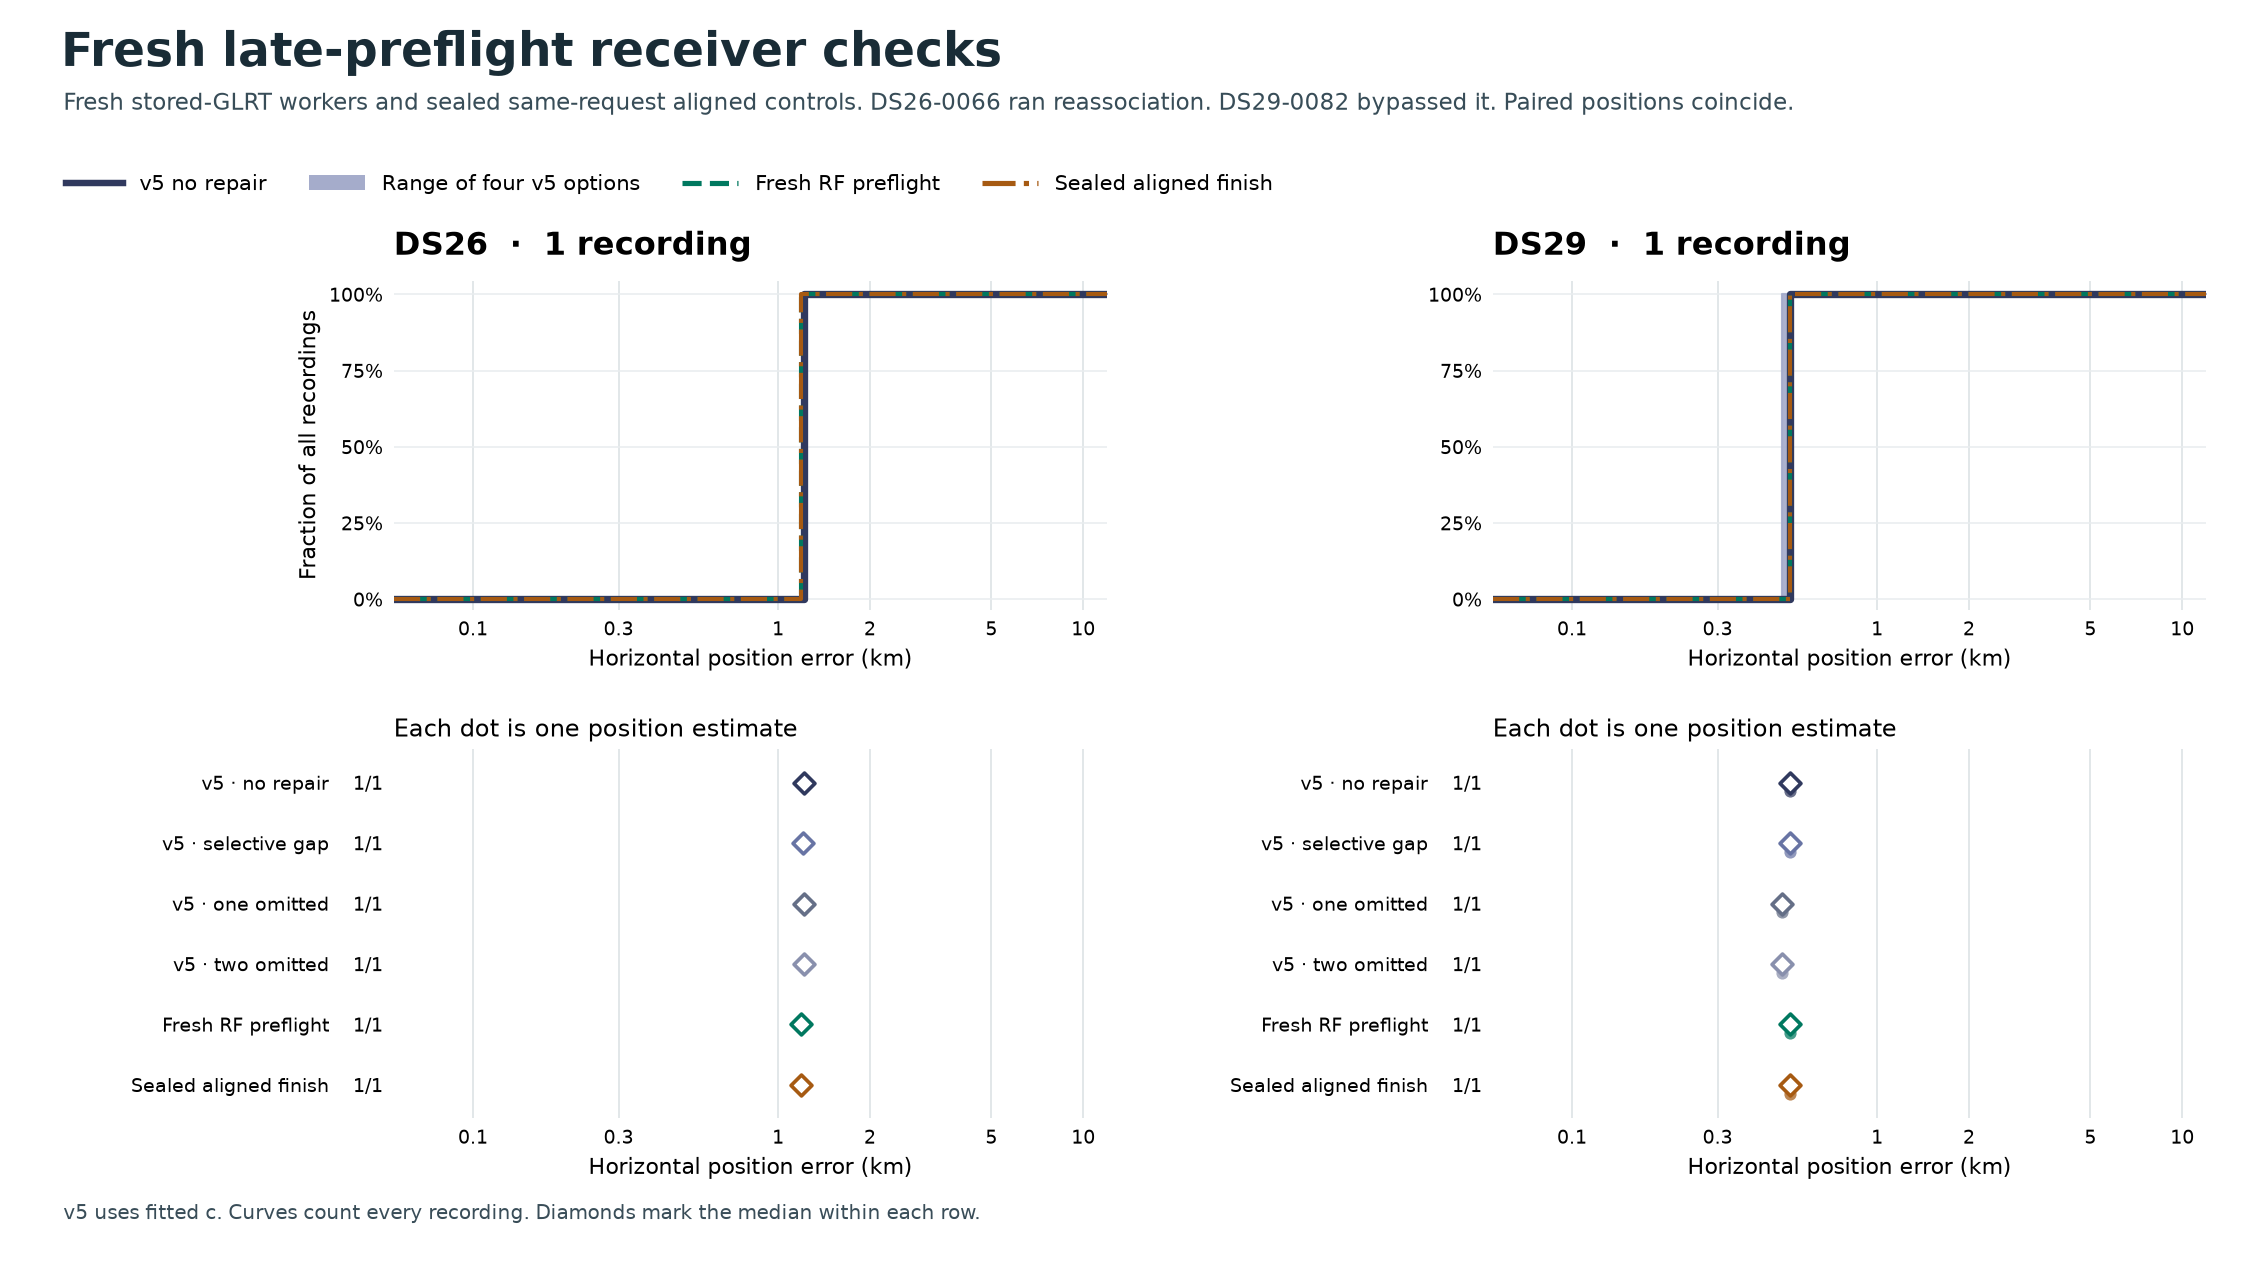 Fresh late-preflight receiver checks
Fresh stored-GLRT workers and sealed same-request aligned controls. DS26-0066 ran reassociation. DS29-0082 bypassed it. Paired positions coincide.
v5 no repair
Range of four v5 options
Fresh RF preflight
Sealed aligned finish
DS26 · 1 recording
Fraction of all recordings
100%
75%
50%
25%
0%
0.1 0.3 1 2 5 10
Horizontal position error (km)
DS29 · 1 recording
100%
75%
50%
25%
0%
0.1 0.3 1 2 5 10
Horizontal position error (km)
Each dot is one position estimate
v5 · no repair 1/1
v5 · selective gap 1/1
v5 · one omitted 1/1
v5 · two omitted 1/1
Fresh RF preflight 1/1
Sealed aligned finish 1/1
0.1 0.3 1 2 5 10
Horizontal position error (km)
Each dot is one position estimate
v5 · no repair 1/1
v5 · selective gap 1/1
v5 · one omitted 1/1
v5 · two omitted 1/1
Fresh RF preflight 1/1
Sealed aligned finish 1/1
0.1 0.3 1 2 5 10
Horizontal position error (km)
v5 uses fitted c. Curves count every recording. Diamonds mark the median within each row.